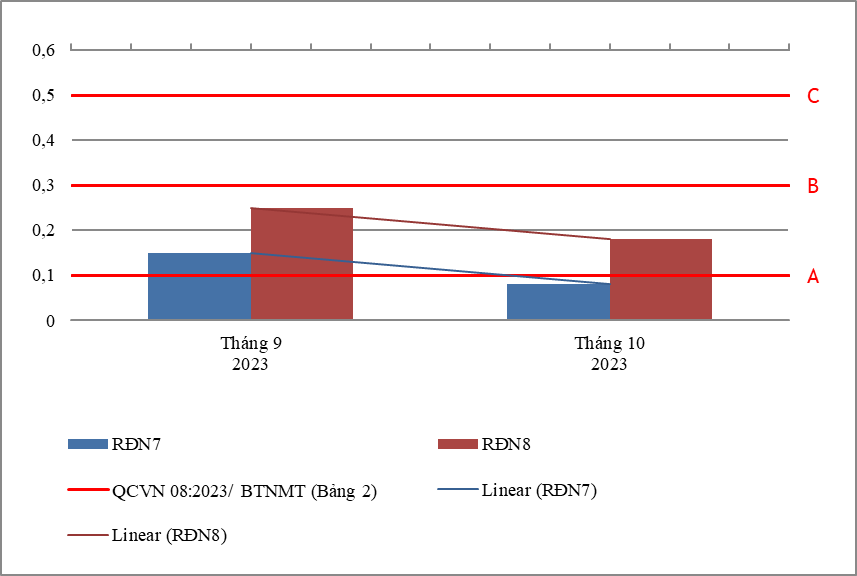 0,6
0,5
C
0,4
0,3
B
0,2
0,1
A
0
Tháng 9
2023
Tháng 10
2023
RĐN7
RĐN8
QCVN 08:2023/ BTNMT (Bảng 2)
Linear (RĐN7)
Linear (RĐN8)